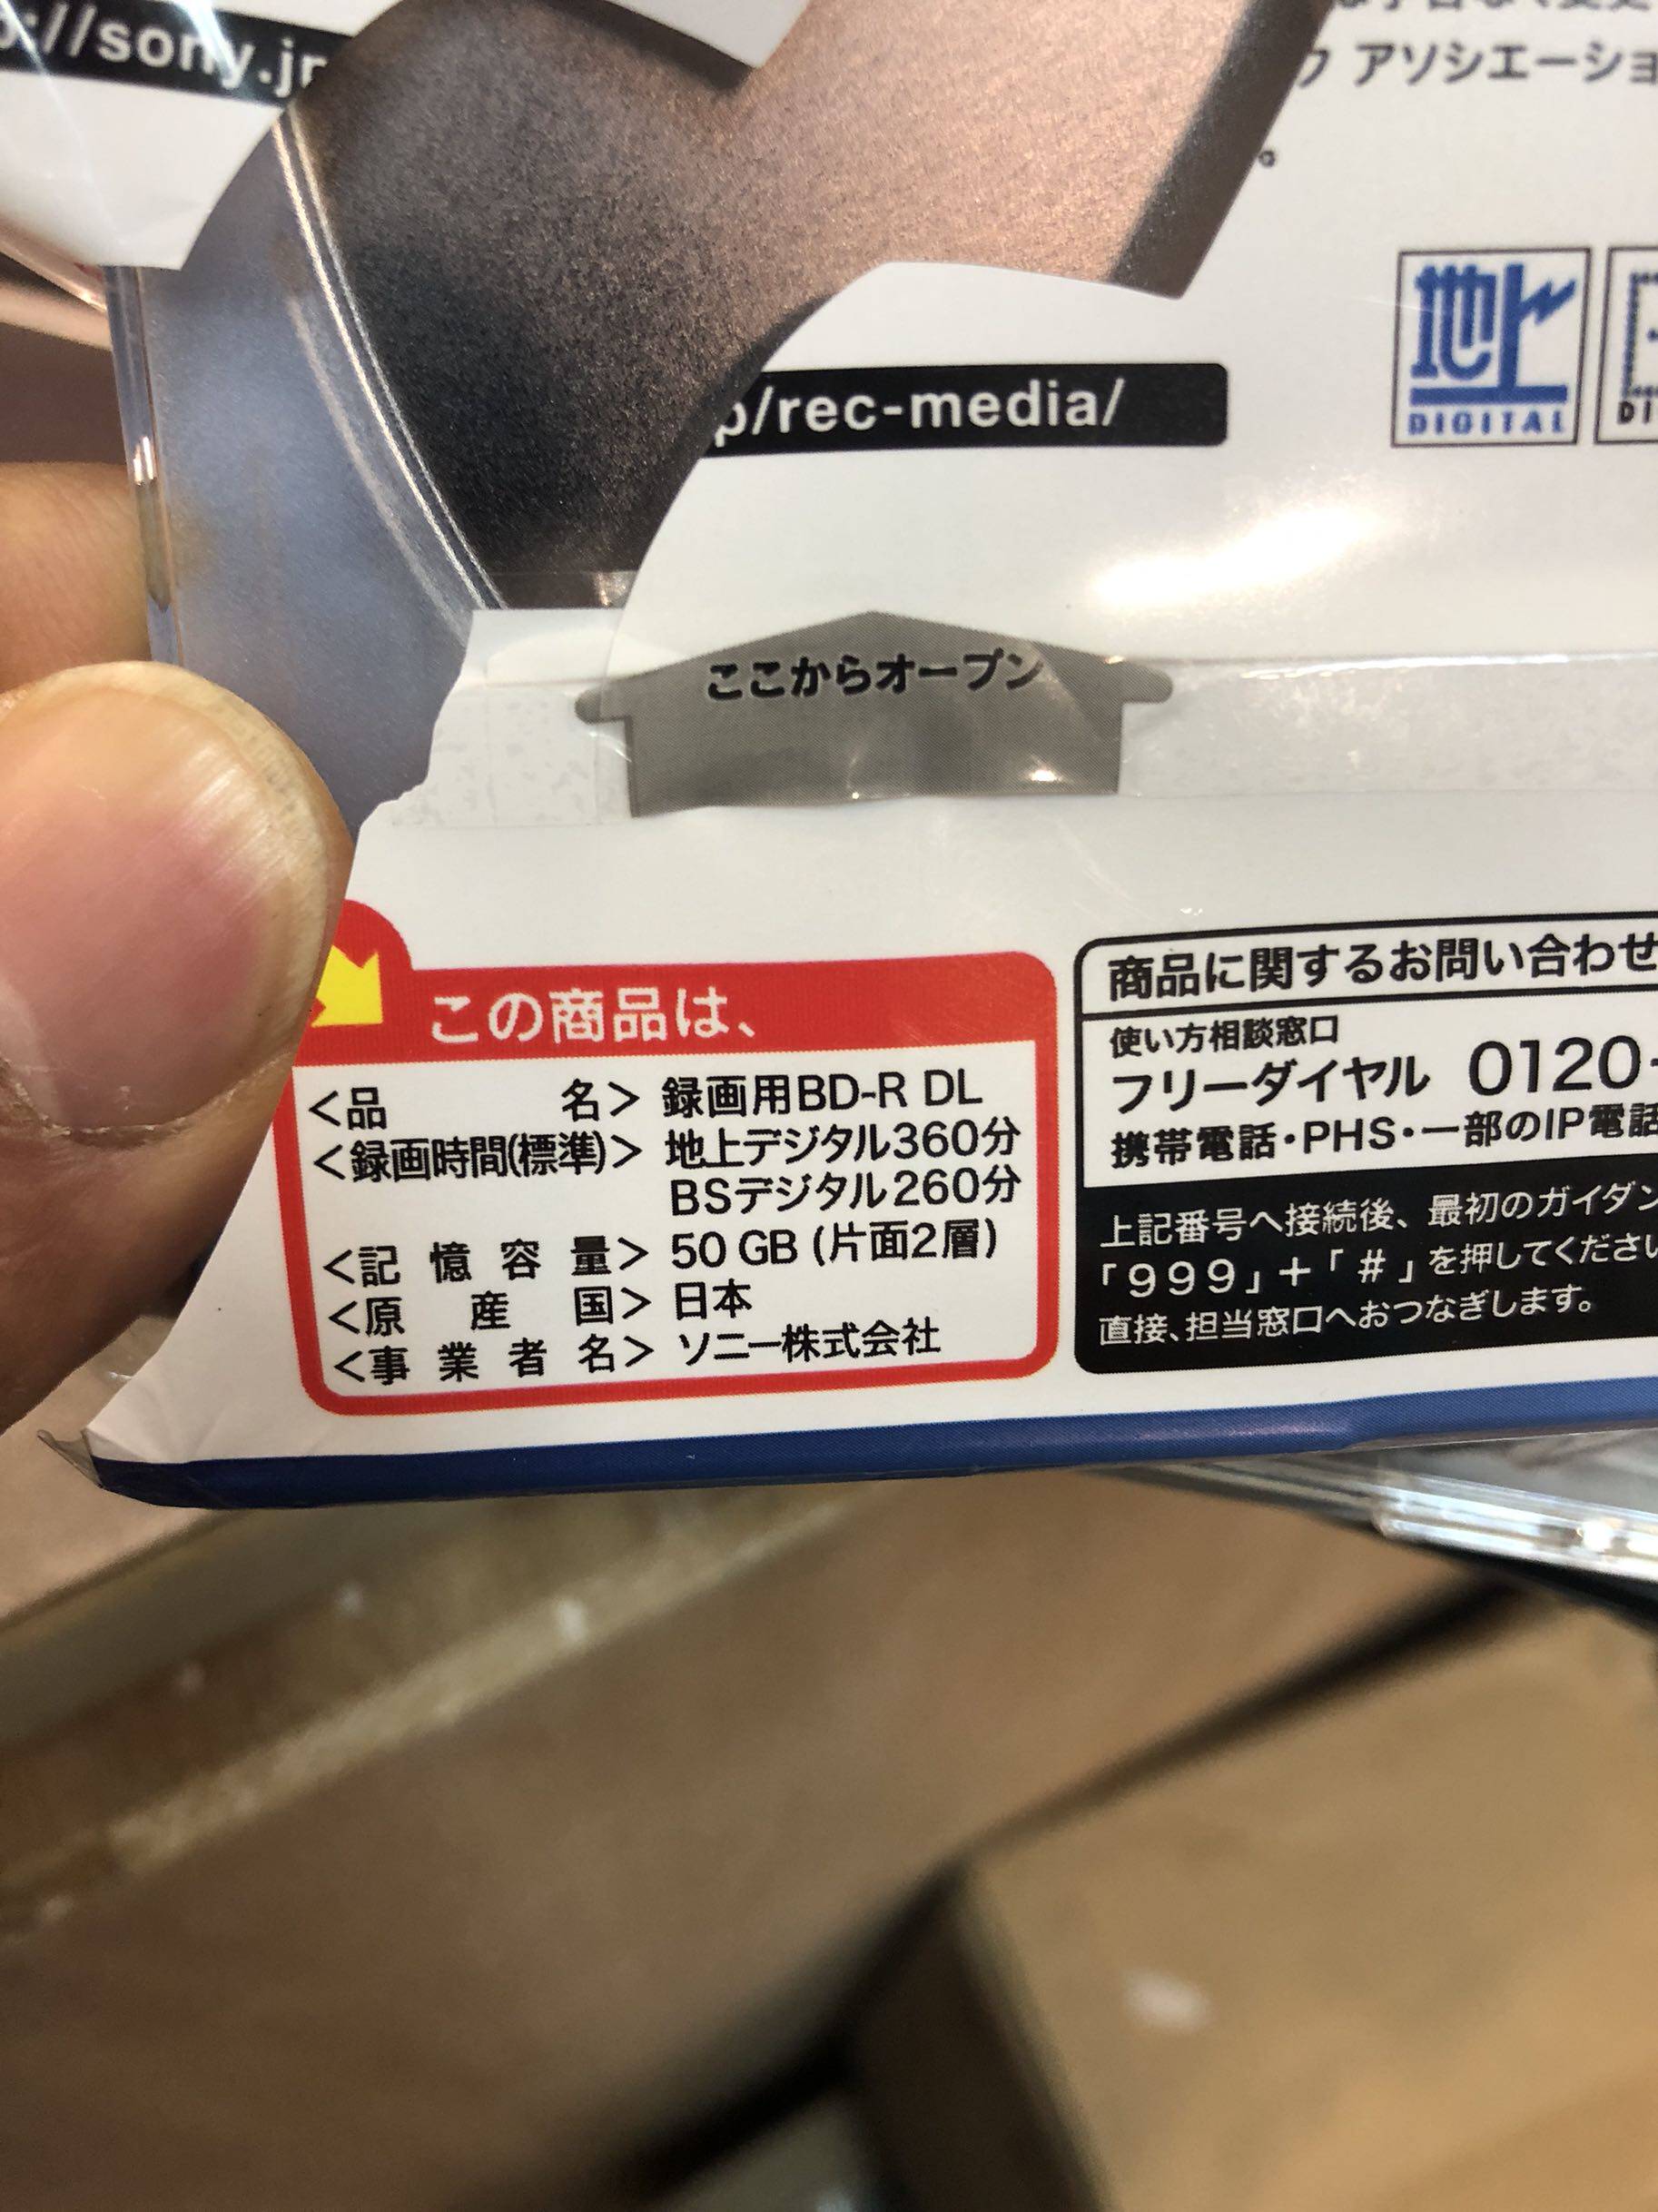 ://sony.jp
アソシエーショ
DIGITAL
p/rec-media/
ここからオープン
この商品は、
<品名> 録画用BD-R DL
<録画時間(標準)> 地上デジタル360分
BSデジタル260分
<記憶容量> 50 GB (片面2層)
<原産国> 日本
<事業者名> ソニー株式会社
商品に関するお問い合わせ
使い方相談窓口
フリーダイヤル 0120-
携帯電話・PHS・一部のIP電話
上記番号へ接続後、最初のガイダン
「999」+「#」を押してください
直接、担当窓口へおつなぎします。